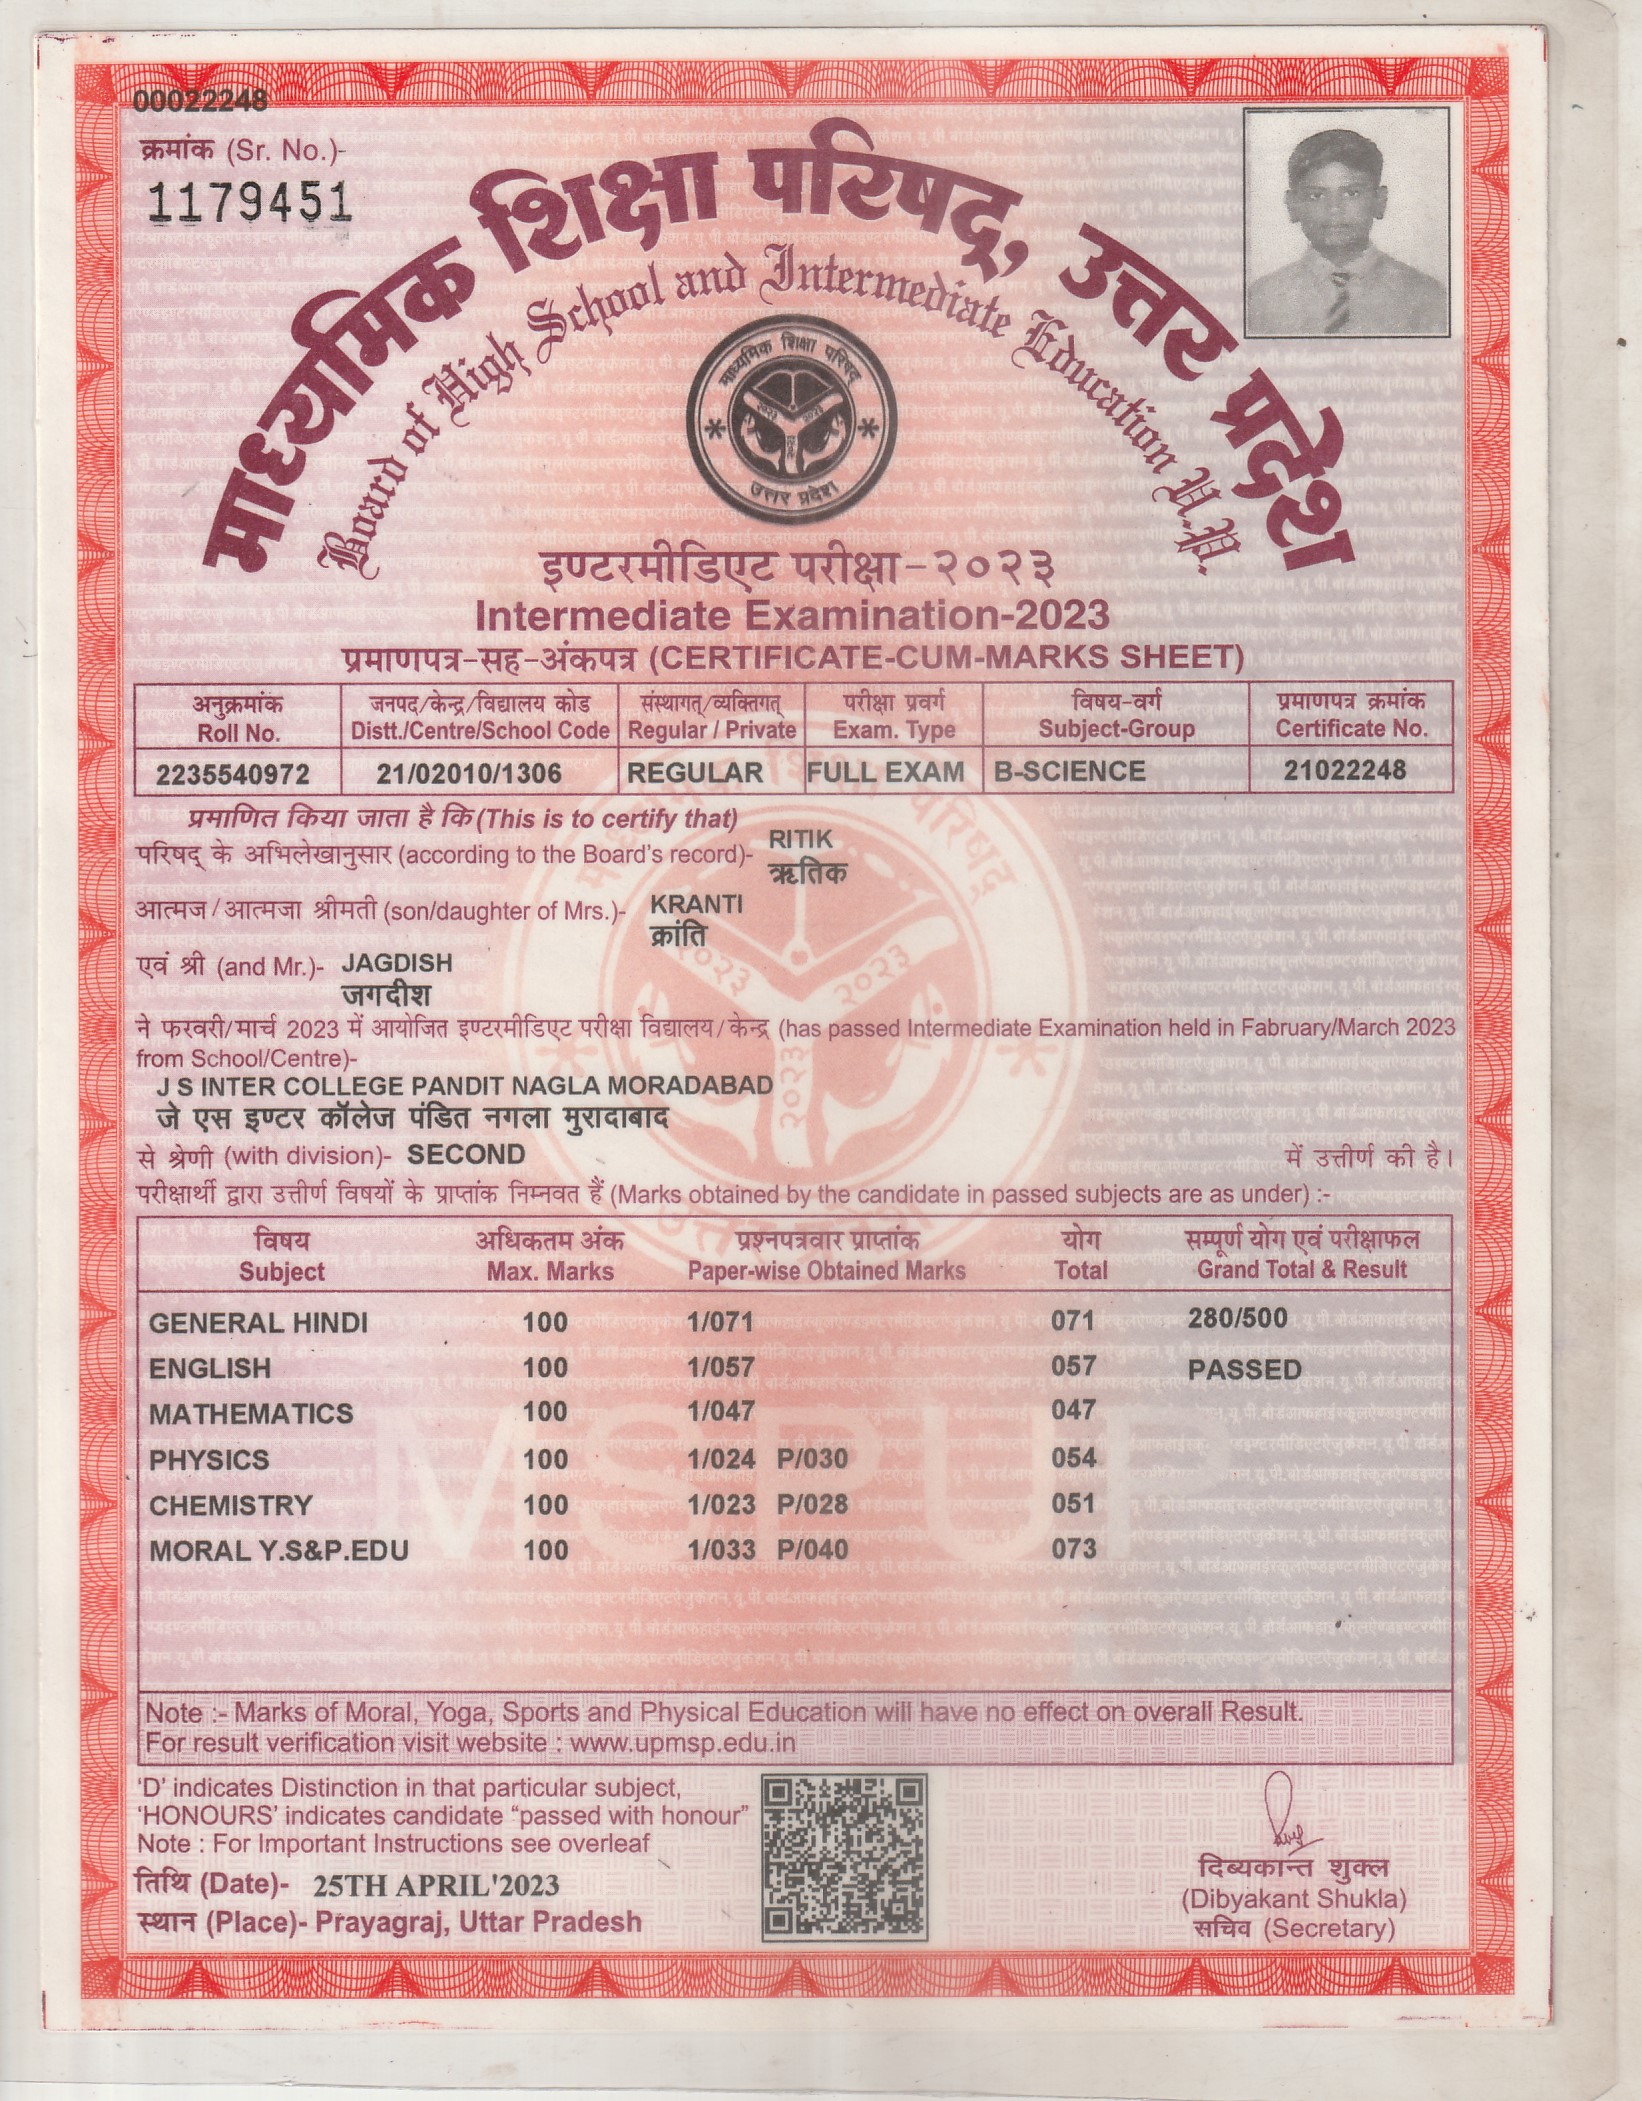 00022248
क्रमांक (Sr. No.)-
1179451
माध्यमिक शिक्षा परिषद्, उत्तर प्रदेश
Board of High School and Intermediate Education U.P.
माध्यमिक शिक्षा परिषद्
उत्तर प्रदेश
इण्टरमीडिएट परीक्षा-२०२३
Intermediate Examination-2023
प्रमाणपत्र-सह-अंकपत्र (CERTIFICATE-CUM-MARKS SHEET)
अनुक्रमांक जनपद/केन्द्र/विद्यालय कोड संस्थागत्/व्यक्तिगत् परीक्षा प्रवर्ग विषय-वर्ग प्रमाणपत्र क्रमांक
Roll No. Distt./Centre/School Code Regular / Private Exam. Type Subject-Group Certificate No.
2235540972 21/02010/1306 REGULAR FULL EXAM B-SCIENCE 21022248
प्रमाणित किया जाता है कि (This is to certify that)
परिषद् के अभिलेखानुसार (according to the Board's record)- RITIK
ऋतिक
आत्मज/आत्मजा श्रीमती (son/daughter of Mrs.)- KRANTI
क्रांति
एवं श्री (and Mr.)- JAGDISH
जगदीश
ने फरवरी/मार्च 2023 में आयोजित इण्टरमीडिएट परीक्षा विद्यालय/केन्द्र (has passed Intermediate Examination held in Fabruary/March 2023
from School/Centre)-
J S INTER COLLEGE PANDIT NAGLA MORADABAD
जे एस इण्टर कॉलेज पंडित नगला मुरादाबाद
से श्रेणी (with division)- SECOND में उत्तीर्ण की है।
परीक्षार्थी द्वारा उत्तीर्ण विषयों के प्राप्तांक निम्नवत हैं (Marks obtained by the candidate in passed subjects are as under) :-
विषय अधिकतम अंक प्रश्नपत्रवार प्राप्तांक योग सम्पूर्ण योग एवं परीक्षाफल
Subject Max. Marks Paper-wise Obtained Marks Total Grand Total & Result
GENERAL HINDI 100 1/071 071 280/500
ENGLISH 100 1/057 057 PASSED
MATHEMATICS 100 1/047 047
PHYSICS 100 1/024 P/030 054
CHEMISTRY 100 1/023 P/028 051
MORAL Y.S&P.EDU 100 1/033 P/040 073
MSPUP
Note :- Marks of Moral, Yoga, Sports and Physical Education will have no effect on overall Result.
For result verification visit website : www.upmsp.edu.in
'D' indicates Distinction in that particular subject,
'HONOURS' indicates candidate "passed with honour"
Note : For Important Instructions see overleaf
तिथि (Date)- 25TH APRIL'2023
स्थान (Place)- Prayagraj, Uttar Pradesh
दिब्यकान्त शुक्ल
(Dibyakant Shukla)
सचिव (Secretary)